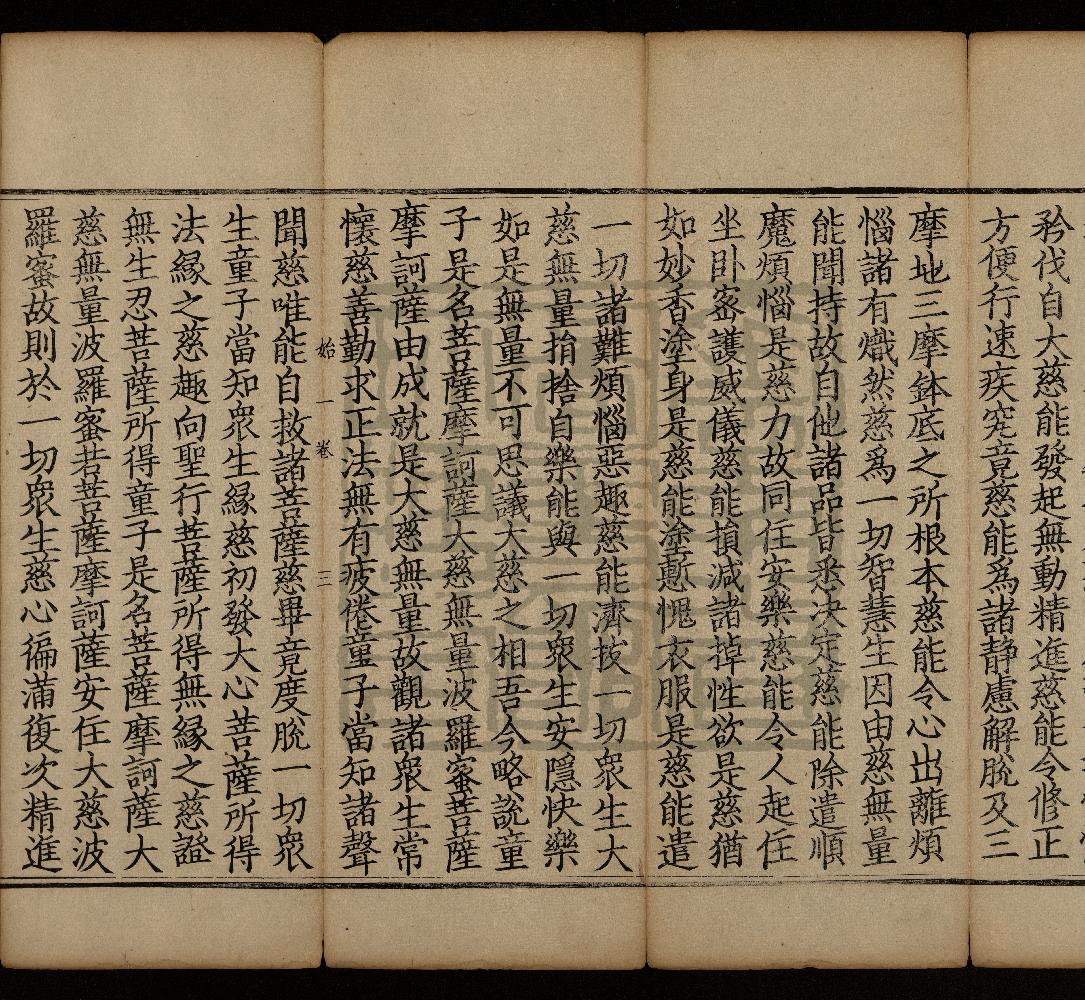 矜伐自大慈能發起無動精進慈能令修正
方便行速疾究竟慈能爲諸靜慮解脫及三
摩地三摩鉢底之所根本慈能令心出離煩
惱諸有熾然慈爲一切智慧生因由慈無量
能聞持故自他諸品皆悉决定慈能除遣順
魔煩惱是慈力故同住安樂慈能令人起住
坐卧密護威儀慈能損減諸掉性欲是慈猶
如妙香塗身是慈能塗慙愧衣服是慈能遣
一切諸難煩惱惡趣慈能濟拔一切衆生大
慈無量捐捨自樂能與一切衆生安隱快樂
如是無量不可思議大慈之相吾今略說童
子是名菩薩摩訶薩大慈無量波羅蜜菩薩
摩訶薩由成就是大慈無量故觀諸衆生常
懷慈善勤求正法無有疲倦童子當知諸聲
始 一 卷 三
聞慈唯能自救諸菩薩慈畢竟度脫一切衆
生童子當知衆生緣慈初發大心菩薩所得
法緣之慈趣向聖行菩薩所得無緣之慈證
無生忍菩薩所得童子是名菩薩摩訶薩大
慈無量波羅蜜若菩薩摩訶薩安住大慈波
羅蜜故則於一切衆生慈心徧滿復次精進